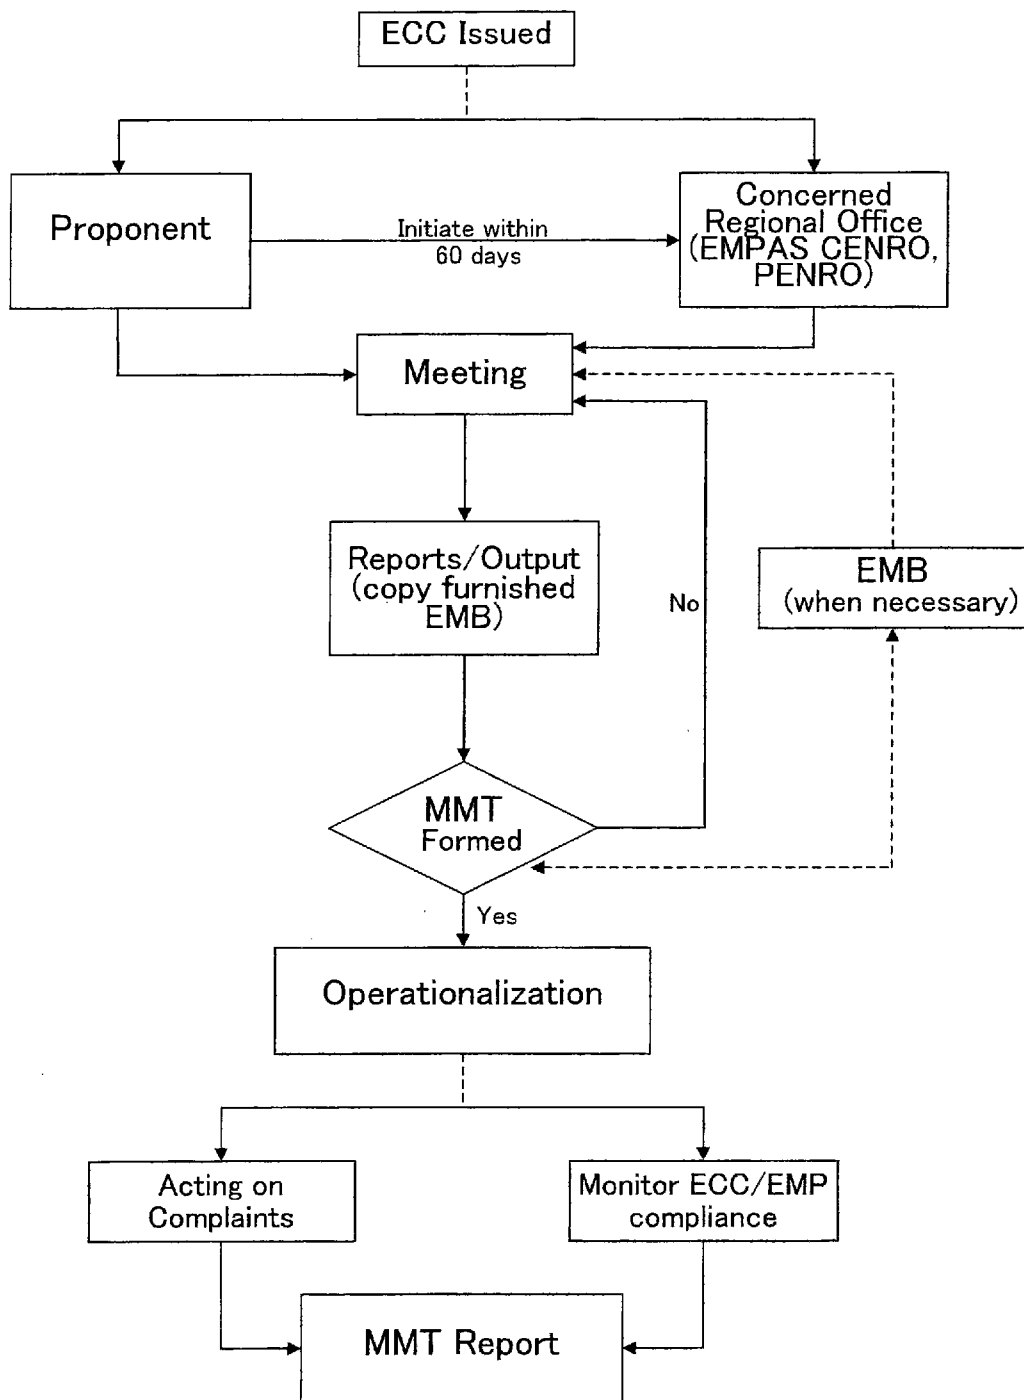 ECC Issued
Proponent
Initiate within
60 days
Concerned
Regional Office
(EMPAS CENRO,
PENRO)
Meeting
Reports/Output
(copy furnished
EMB)
No
EMB
(when necessary)
MMT
Formed
Yes
Operationalization
Acting on
Complaints
Monitor ECC/EMP
compliance
MMT Report